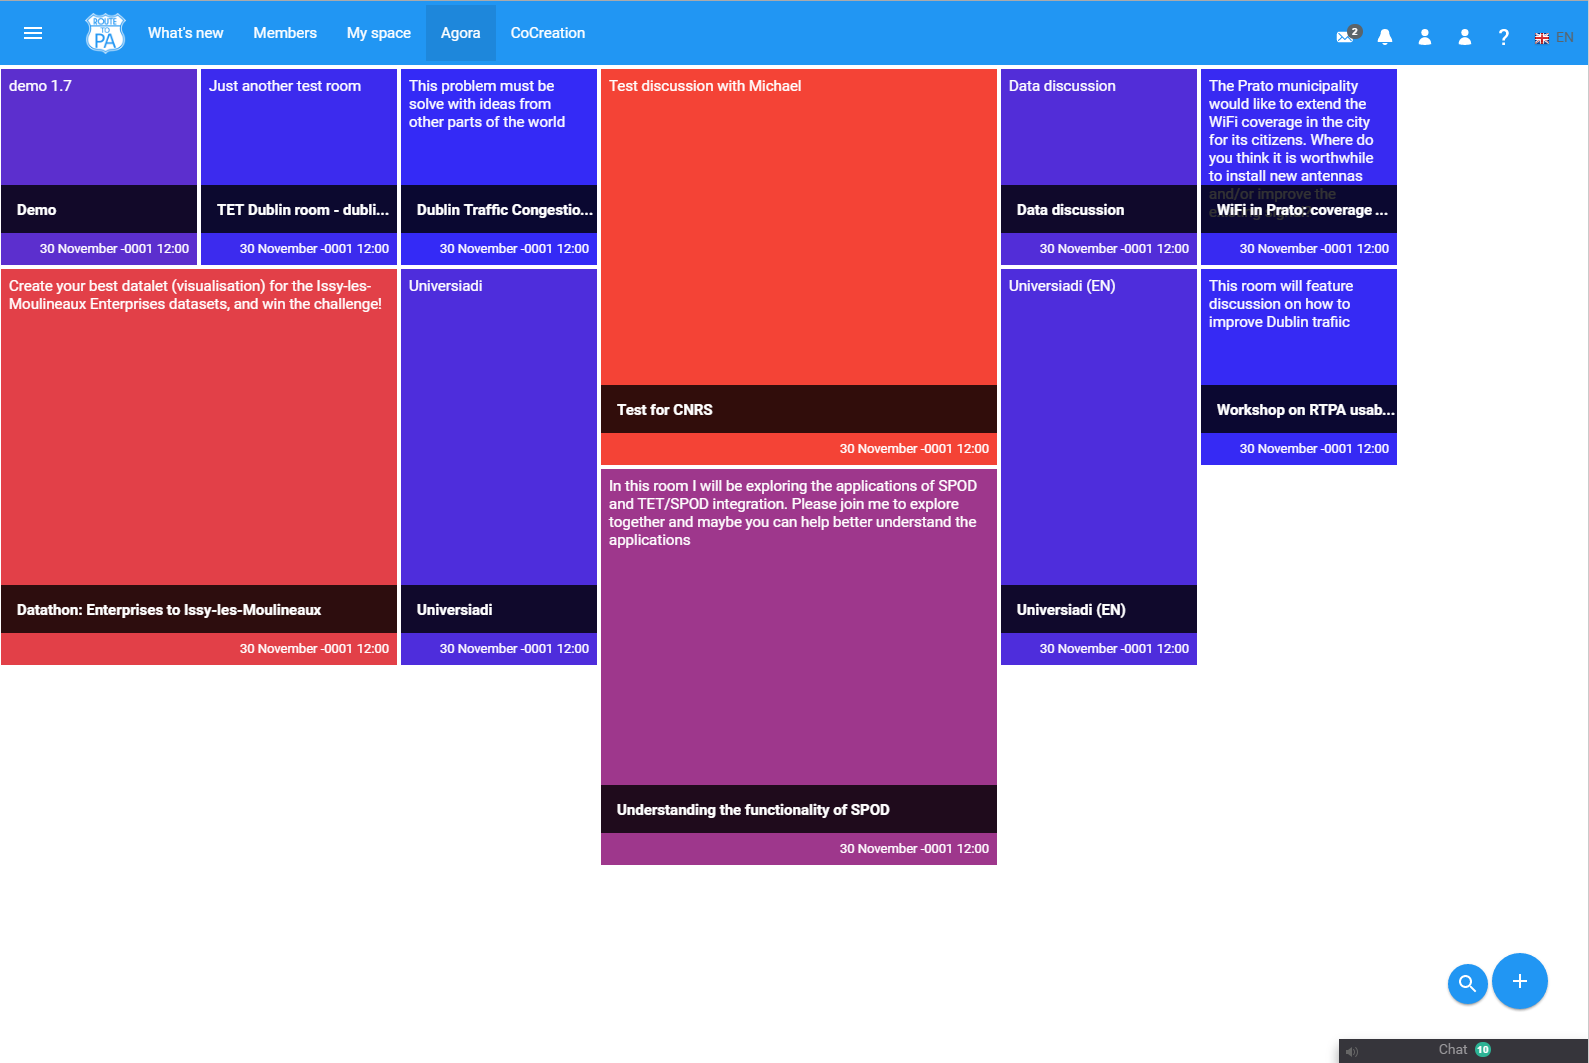 ROUTE
TO
PA
What's new
Members
My space
Agora
CoCreation
2
?
EN
demo 1.7
Demo
30 November -0001 12:00
Just another test room
TET Dublin room - dubli...
30 November -0001 12:00
This problem must be
solve with ideas from
other parts of the world
Dublin Traffic Congestio...
30 November -0001 12:00
Test discussion with Michael
Test for CNRS
30 November -0001 12:00
Data discussion
Data discussion
30 November -0001 12:00
The Prato municipality
would like to extend the
WiFi coverage in the city
for its citizens. Where do
you think it is worthwhile
to install new antennas
and/or improve the
WiFi in Prato: coverage ...
30 November -0001 12:00
Create your best datalet (visualisation) for the Issy-les-
Moulineaux Enterprises datasets, and win the challenge!
Datathon: Enterprises to Issy-les-Moulineaux
30 November -0001 12:00
Universiadi
Universiadi
30 November -0001 12:00
In this room I will be exploring the applications of SPOD
and TET/SPOD integration. Please join me to explore
together and maybe you can help better understand the
applications
Understanding the functionality of SPOD
30 November -0001 12:00
Universiadi (EN)
Universiadi (EN)
30 November -0001 12:00
This room will feature
discussion on how to
improve Dublin trafiic
Workshop on RTPA usab...
30 November -0001 12:00
Chat 10